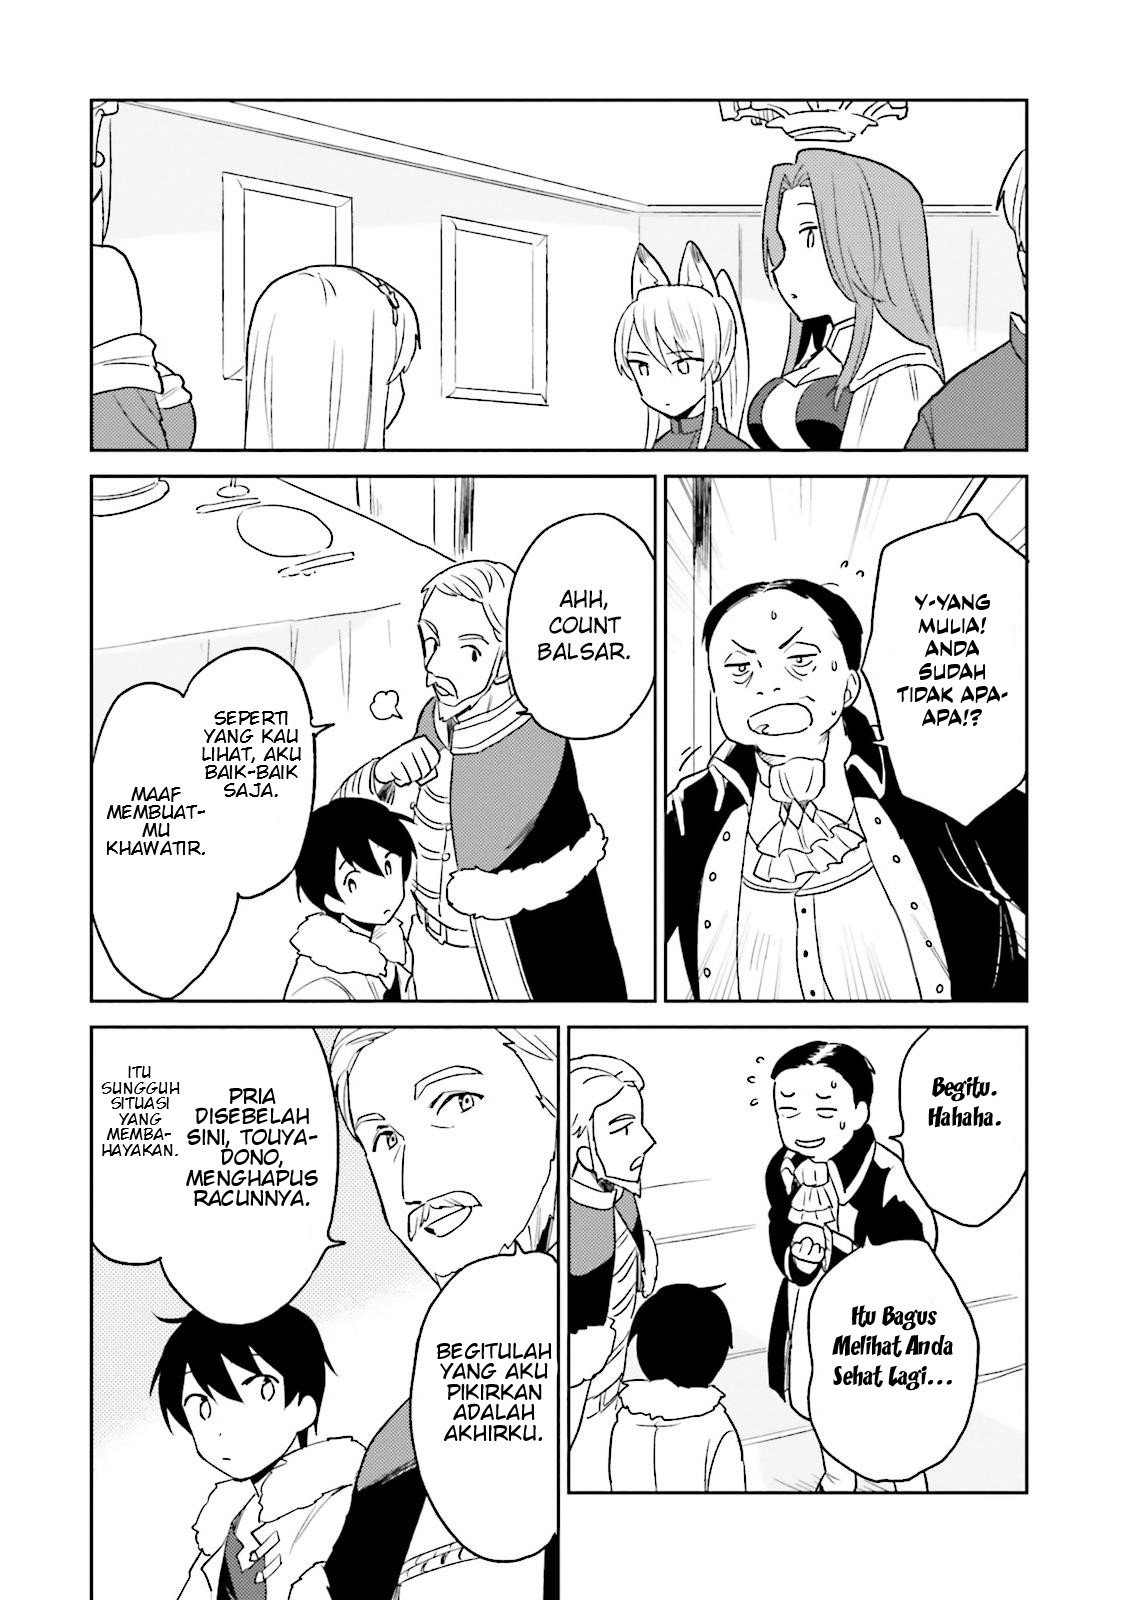 Y-YANG
MULIA!
ANDA
SUDAH
TIDAK APA-
APA!?
AHH,
COUNT
BALSAR.
SEPERTI
YANG KAU
LIHAT, AKU
BAIK-BAIK
SAJA.
MAAF
MEMBUAT-
MU
KHAWATIR.
Begitu.
Hahaha.
Itu Bagus
Melihat Anda
Sehat Lagi...
BEGITULAH
YANG AKU
PIKIRKAN
ADALAH
AKHIRKU.
PRIA
DISEBELAH
SINI, TOUYA-
DONO,
MENGHAPUS
RACUNNYA.
ITU
SUNGGUH
SITUASI
YANG
MEMBA-
HAYAKAN.